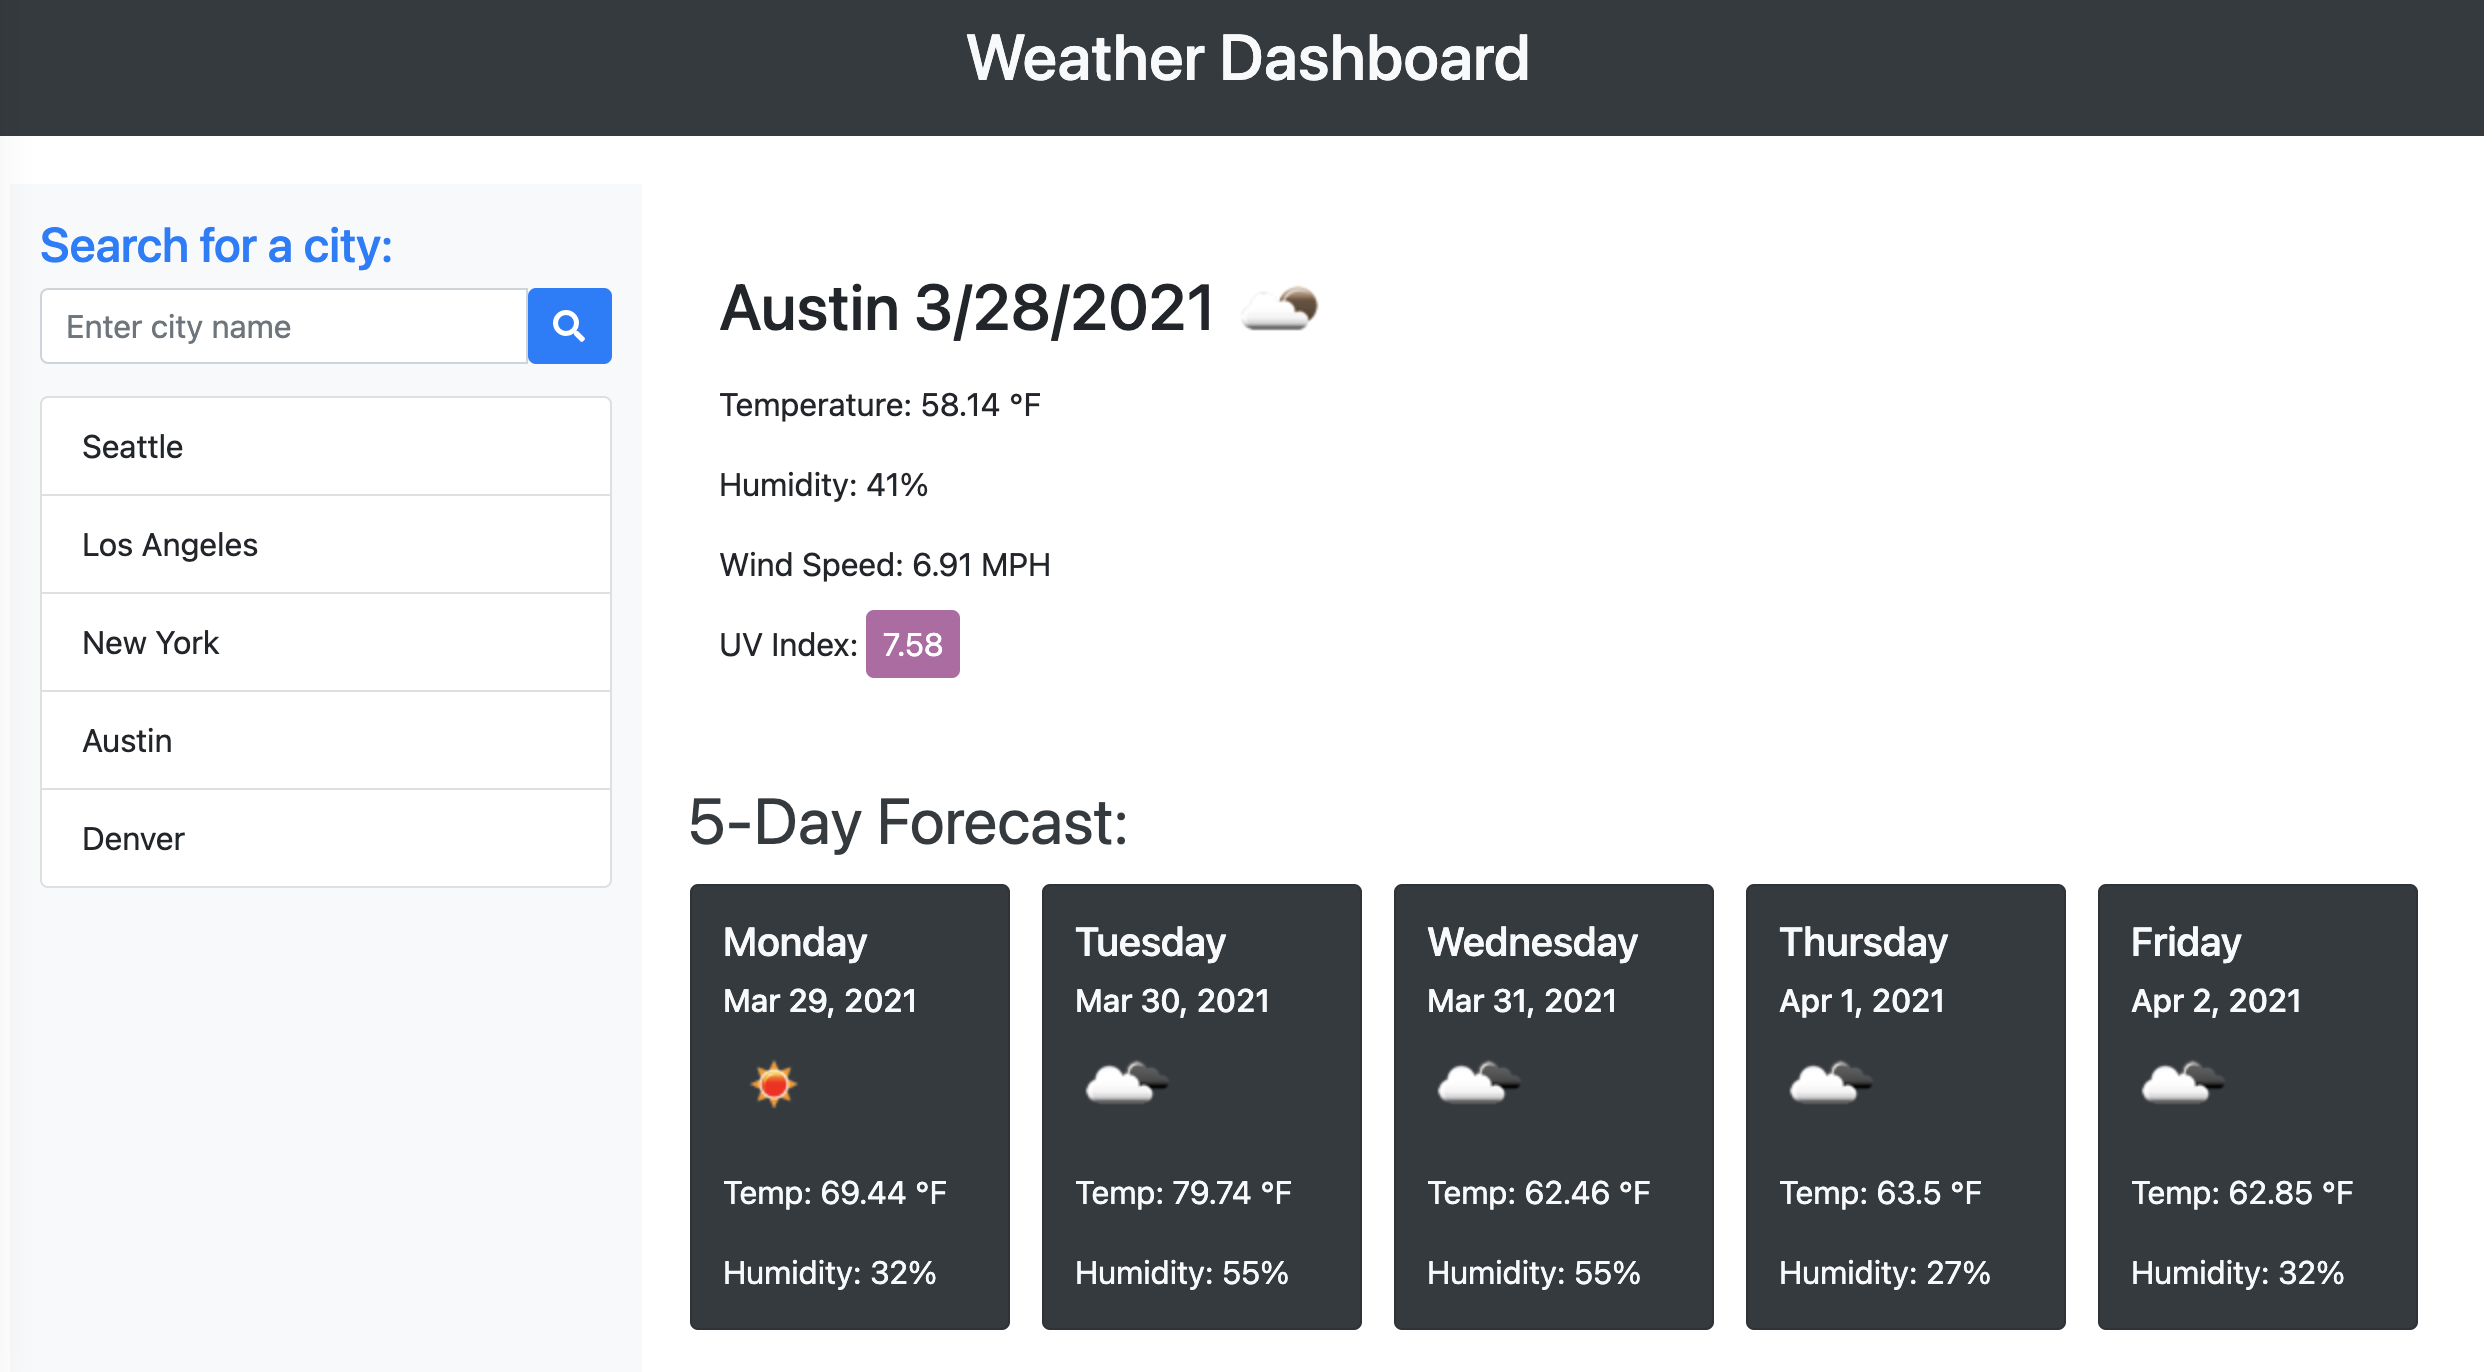 Weather Dashboard
Search for a city:
Enter city name
Seattle
Los Angeles
New York
Austin
Denver
Austin 3/28/2021
Temperature: 58.14 °F
Humidity: 41%
Wind Speed: 6.91 MPH
UV Index: 7.58
5-Day Forecast:
Monday
Mar 29, 2021
Temp: 69.44 °F
Humidity: 32%
Tuesday
Mar 30, 2021
Temp: 79.74 °F
Humidity: 55%
Wednesday
Mar 31, 2021
Temp: 62.46 °F
Humidity: 55%
Thursday
Apr 1, 2021
Temp: 63.5 °F
Humidity: 27%
Friday
Apr 2, 2021
Temp: 62.85 °F
Humidity: 32%